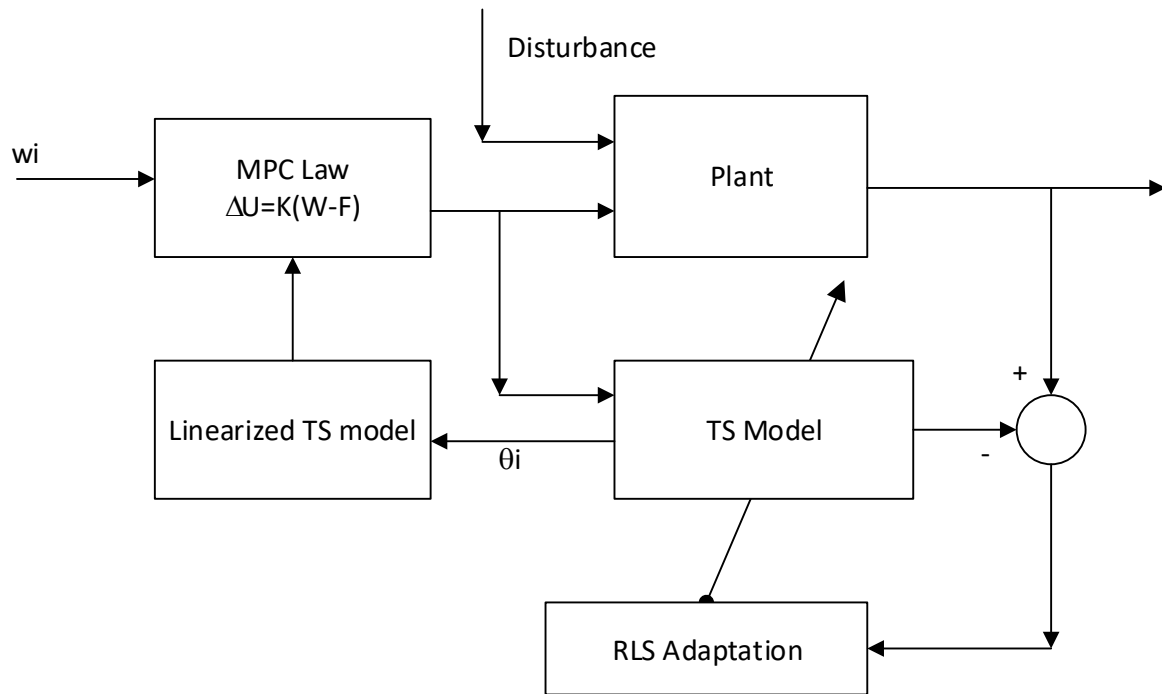 Disturbance
wi
MPC Law
ΔU=K(W-F)
Plant
+
Linearized TS model
TS Model
-
θi
RLS Adaptation